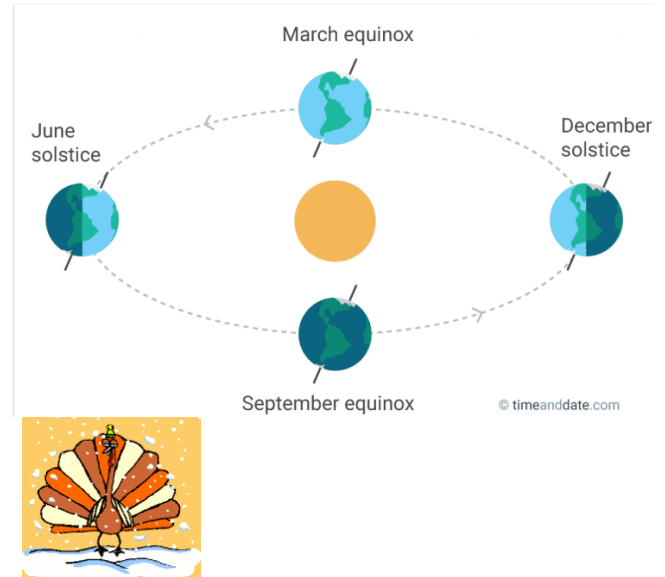 March equinox
June
solstice
December
solstice
September equinox
© timeanddate.com